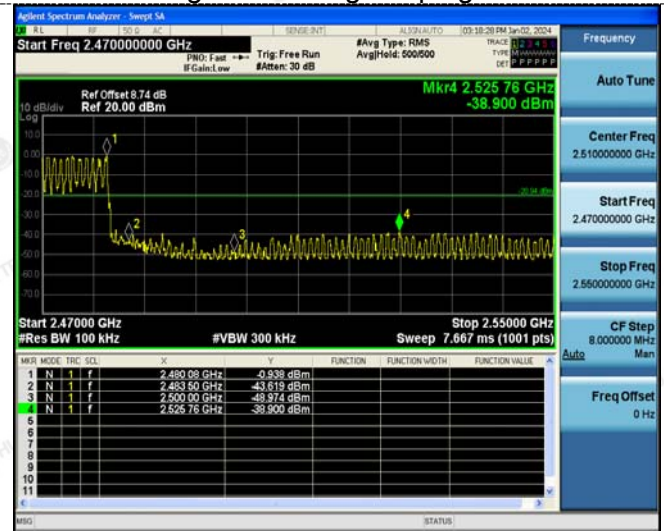 Agilent Spectrum Analyzer - Swept SA
RL RF 50 Ω AC SENSE:INT ALIGNAUTO 03:18:28 PM Jan 02, 2024
Start Freq 2.470000000 GHz
PNO: Fast
IFGain:Low
Trig: Free Run
#Atten: 30 dB
#Avg Type: RMS
Avg|Hold: 500/500
TRACE 1 2 3 4 5 6
TYPE
DET P P P P P P
Ref Offset 8.74 dB
Ref 20.00 dBm
Mkr4 2.525 76 GHz
-38.900 dBm
10 dB/div
Log
10.0
0.00
-10.0
-20.0
-30.0
-40.0
-50.0
-60.0
-70.0
1
2
3
4
Start 2.47000 GHz
#Res BW 100 kHz
#VBW 300 kHz
Stop 2.55000 GHz
Sweep 7.667 ms (1001 pts)
MKR MODE TRC SCL X Y FUNCTION FUNCTION WIDTH FUNCTION VALUE
1 N 1 f 2.480 08 GHz -0.938 dBm
2 N 1 f 2.483 50 GHz -43.619 dBm
3 N 1 f 2.500 00 GHz -48.974 dBm
4 N 1 f 2.525 76 GHz -38.900 dBm
5
6
7
8
9
10
11
MSG
STATUS
Frequency
Auto Tune
Center Freq
2.510000000 GHz
Start Freq
2.470000000 GHz
Stop Freq
2.550000000 GHz
CF Step
8.000000 MHz
Auto Man
Freq Offset
0 Hz